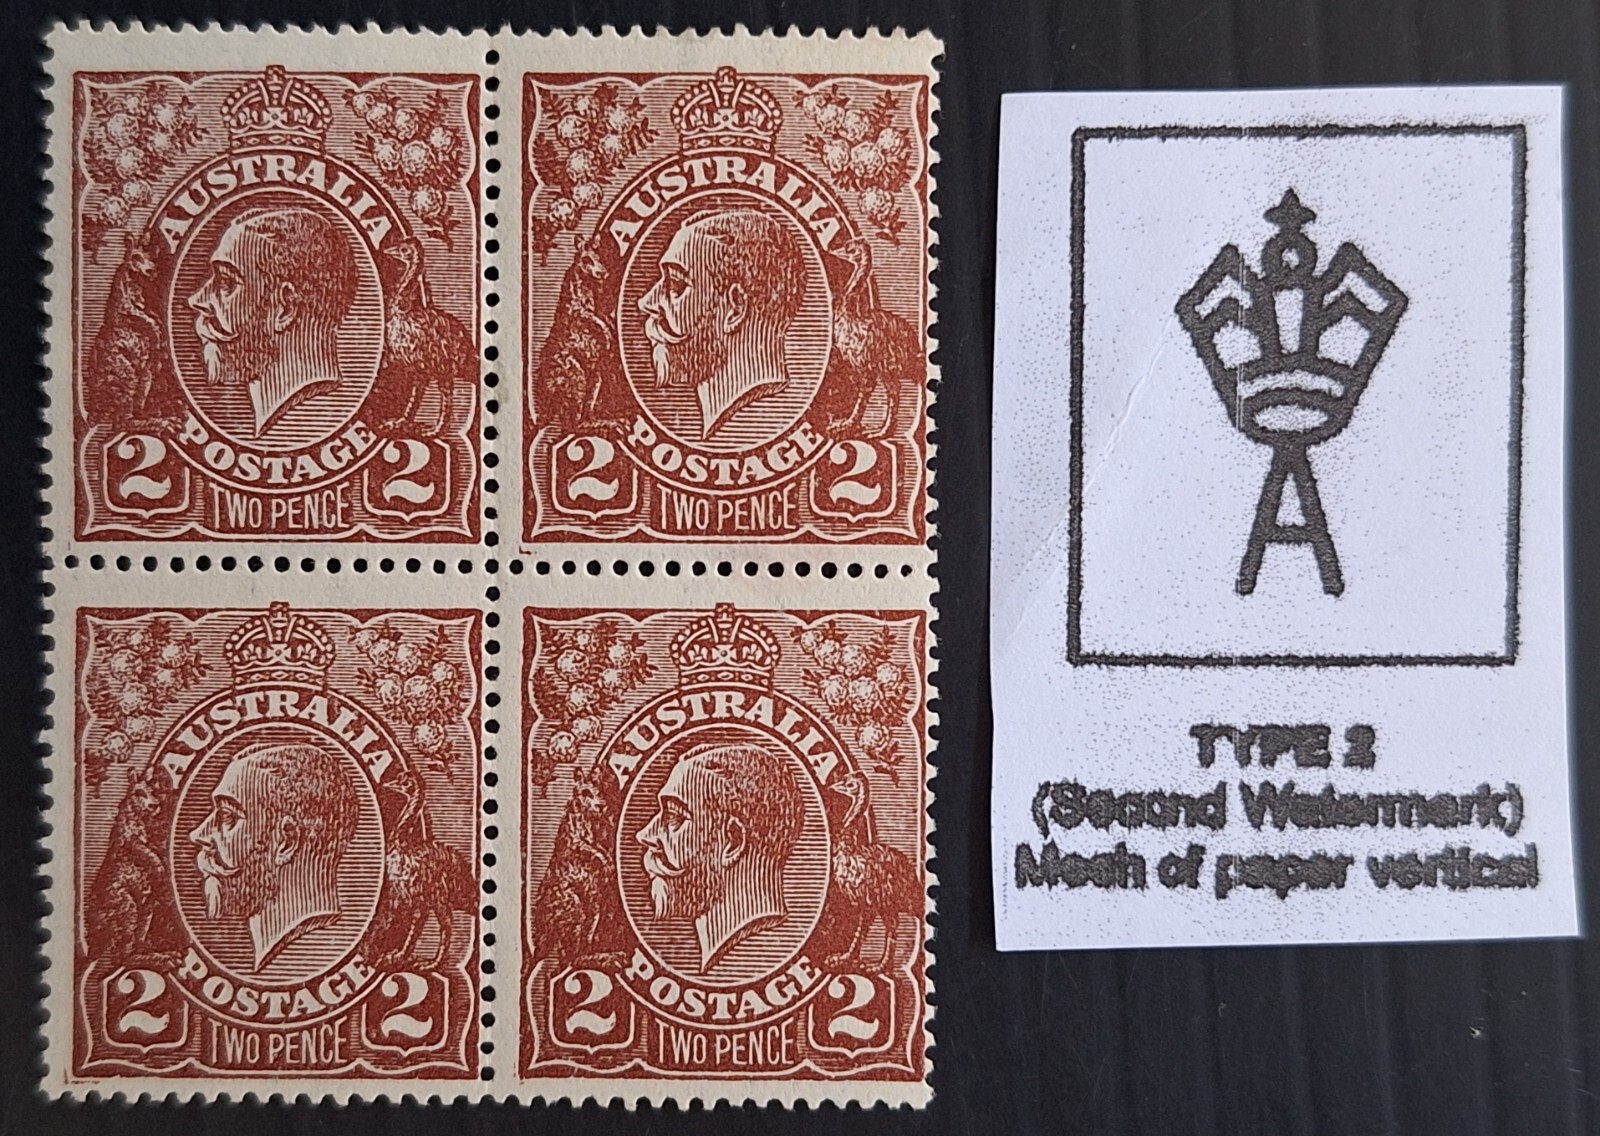 AUSTRALIA
POSTAGE
2 TWO PENCE 2
AUSTRALIA
POSTAGE
2 TWO PENCE 2
AUSTRALIA
POSTAGE
2 TWO PENCE 2
AUSTRALIA
POSTAGE
2 TWO PENCE 2
A
TYPE 2
(Second Watermark)
Mesh of paper vertical